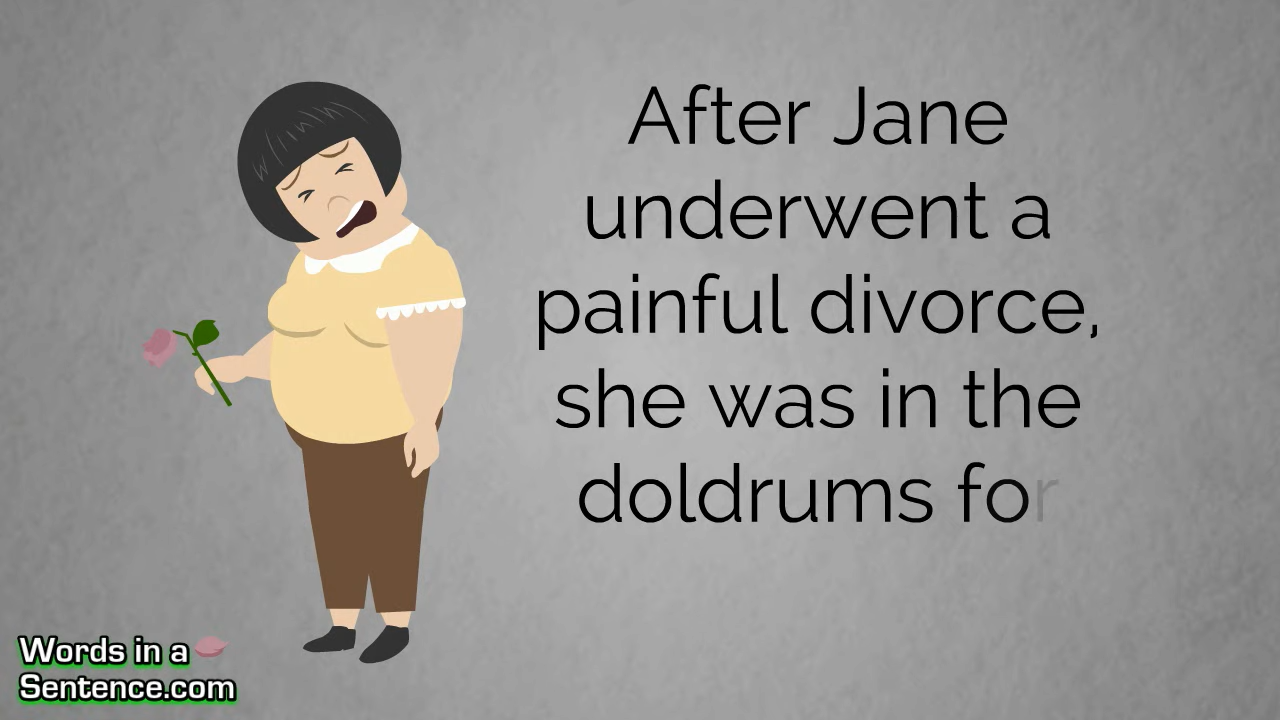 After Jane
underwent a
painful divorce,
she was in the
doldrums for
Words in a
Sentence.com